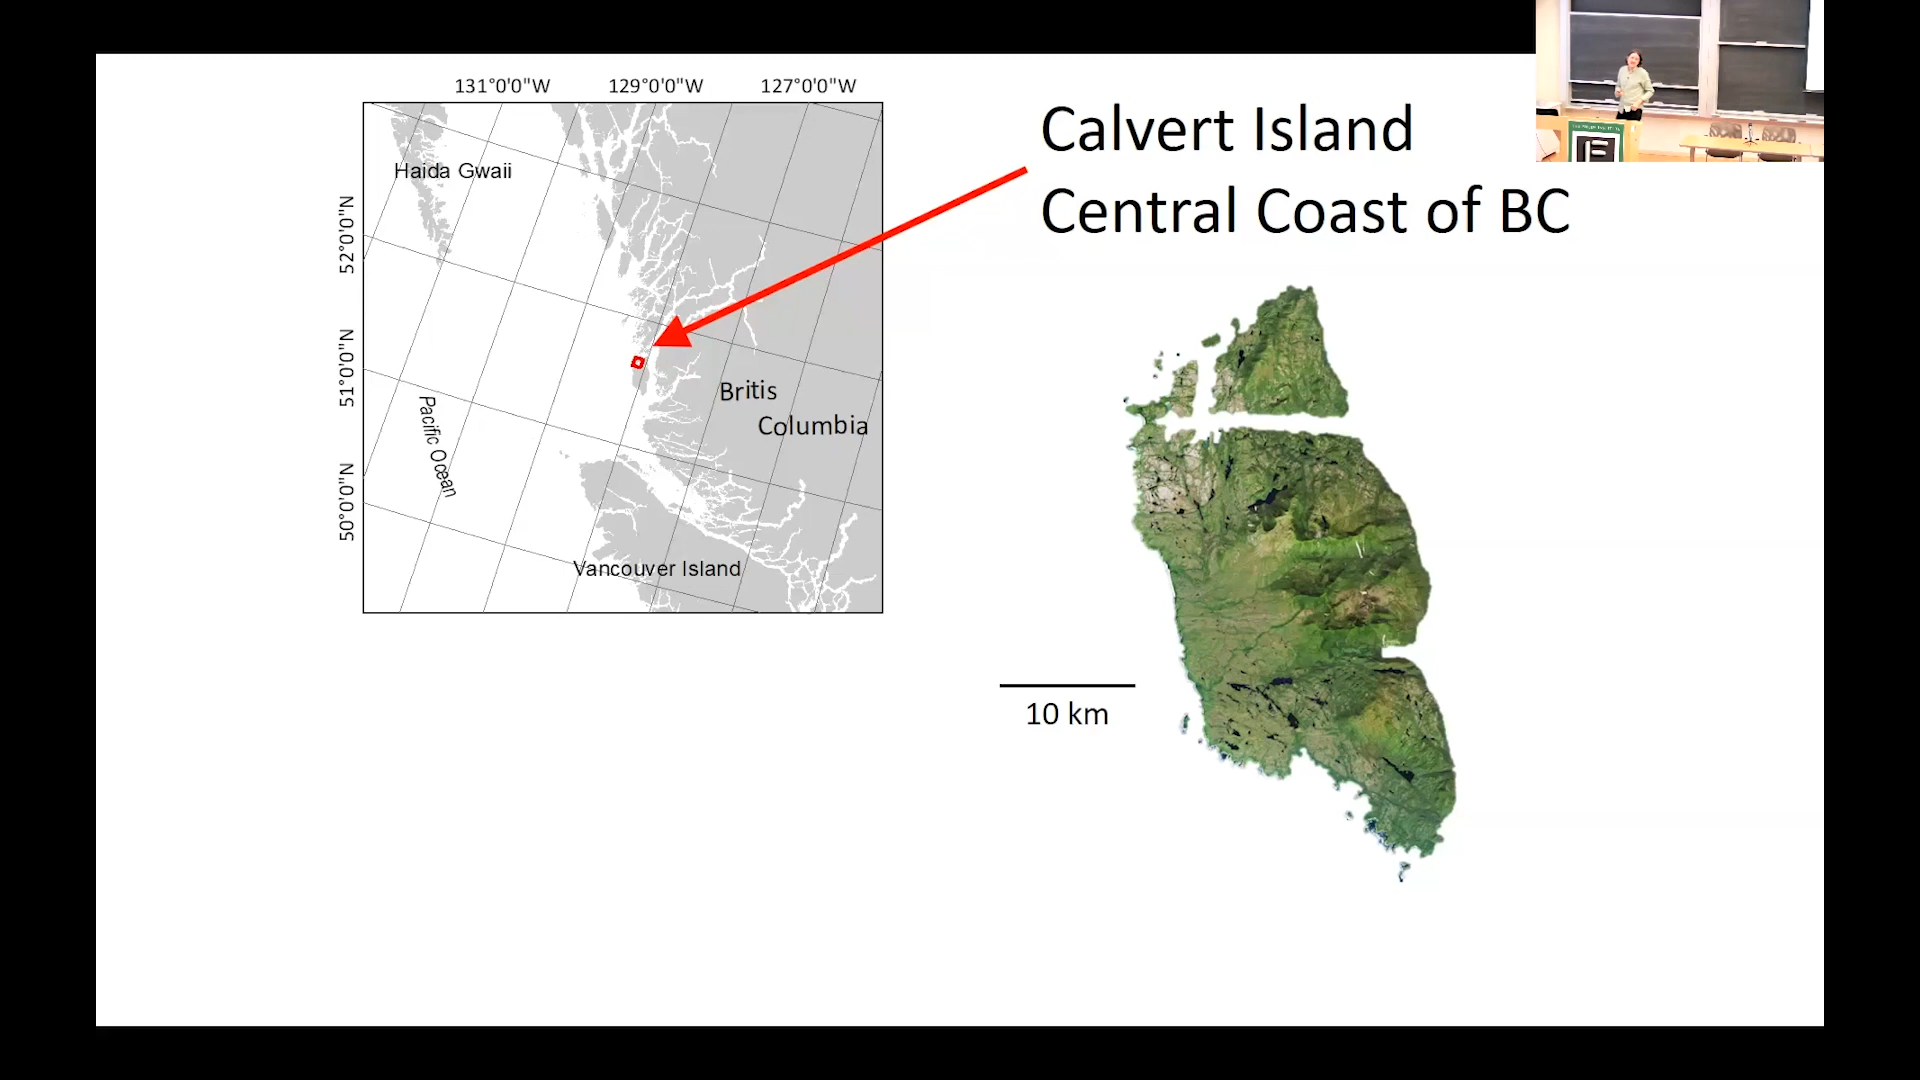 131°0'0"W 129°0'0"W 127°0'0"W
Calvert Island
Central Coast of BC
Haida Gwaii
52°0'0"N
51°0'0"N
50°0'0"N
Pacific Ocean
Britis
Columbia
Vancouver Island
10 km